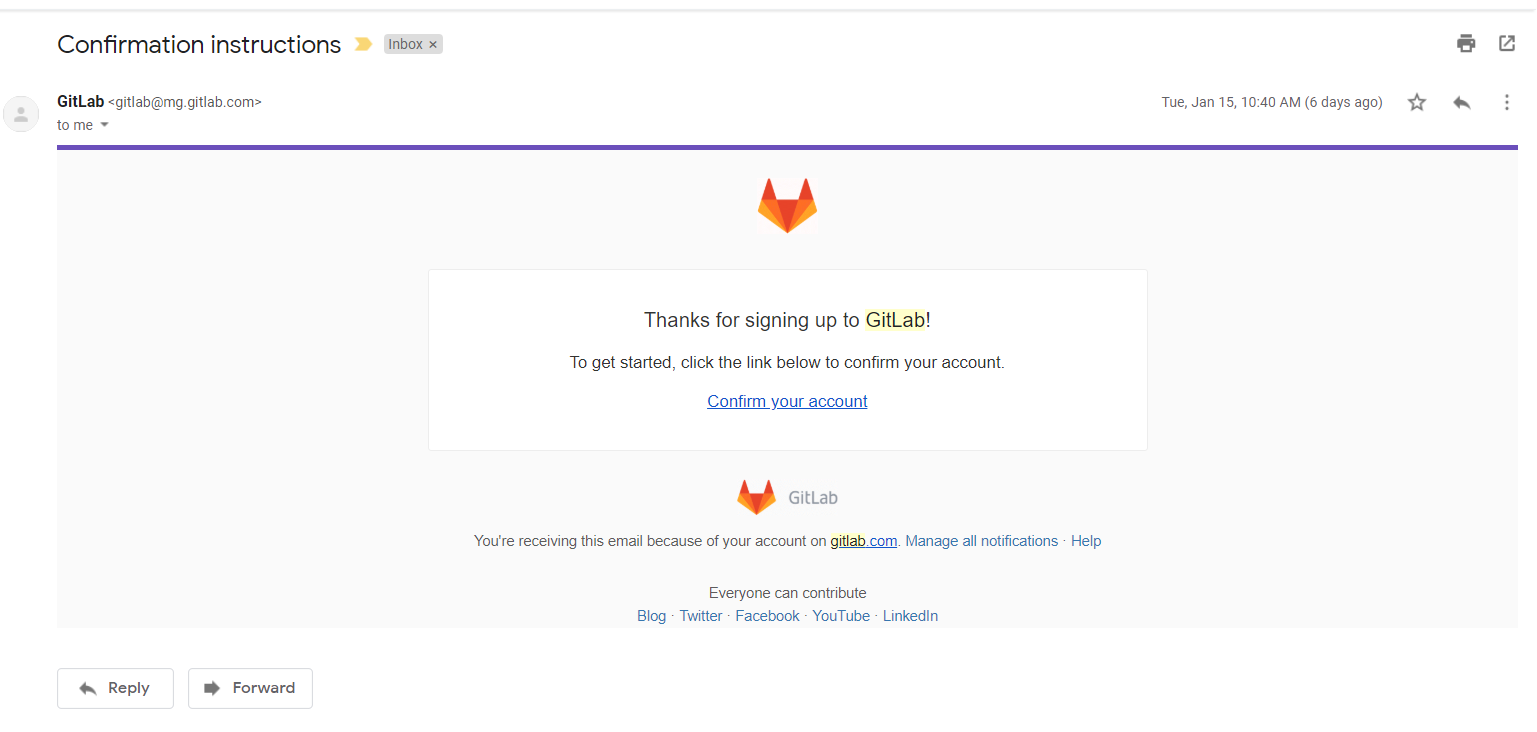 Confirmation instructions Inbox ×
GitLab <gitlab@mg.gitlab.com> Tue, Jan 15, 10:40 AM (6 days ago)
to me
Thanks for signing up to GitLab!
To get started, click the link below to confirm your account.
Confirm your account
GitLab
You're receiving this email because of your account on gitlab.com. Manage all notifications · Help
Everyone can contribute
Blog · Twitter · Facebook · YouTube · LinkedIn
Reply Forward